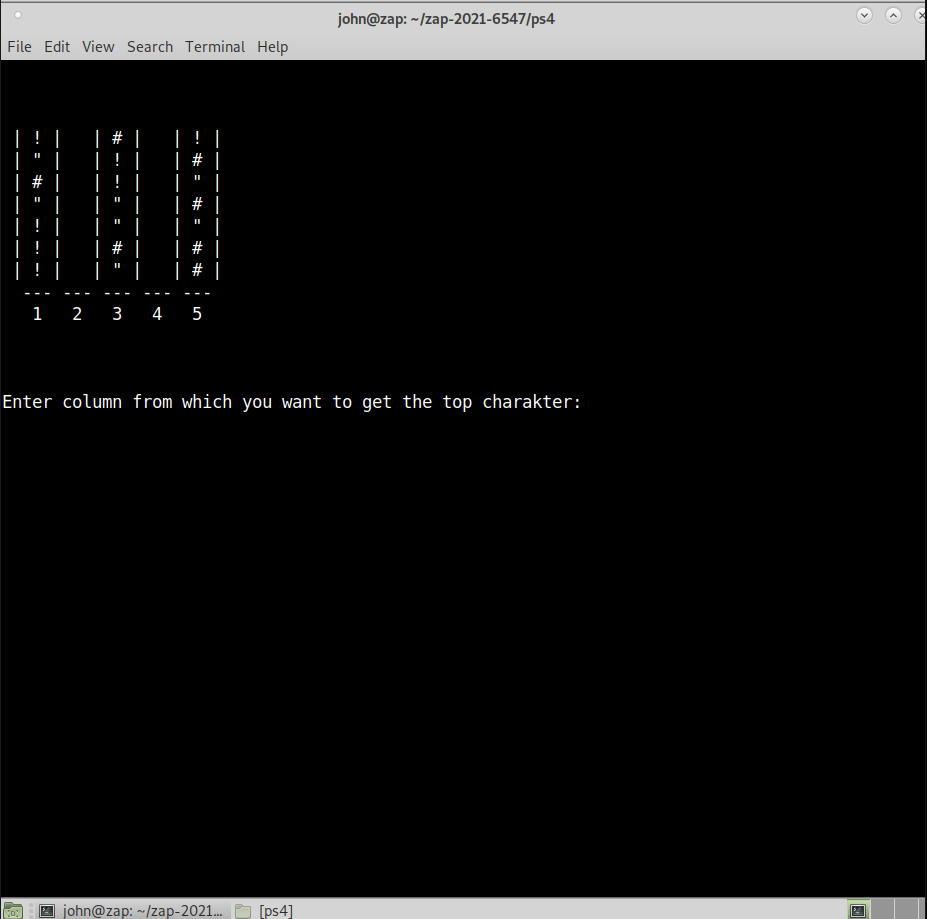 john@zap: ~/zap-2021-6547/ps4
File Edit View Search Terminal Help
| ! |   | # |   | ! |
| " |   | ! |   | # |
| # |   | ! |   | " |
| " |   | " |   | # |
| ! |   | " |   | " |
| ! |   | # |   | # |
| ! |   | " |   | # |
--- --- --- --- ---
1   2   3   4   5
Enter column from which you want to get the top charakter:
john@zap: ~/zap-2021... [ps4]